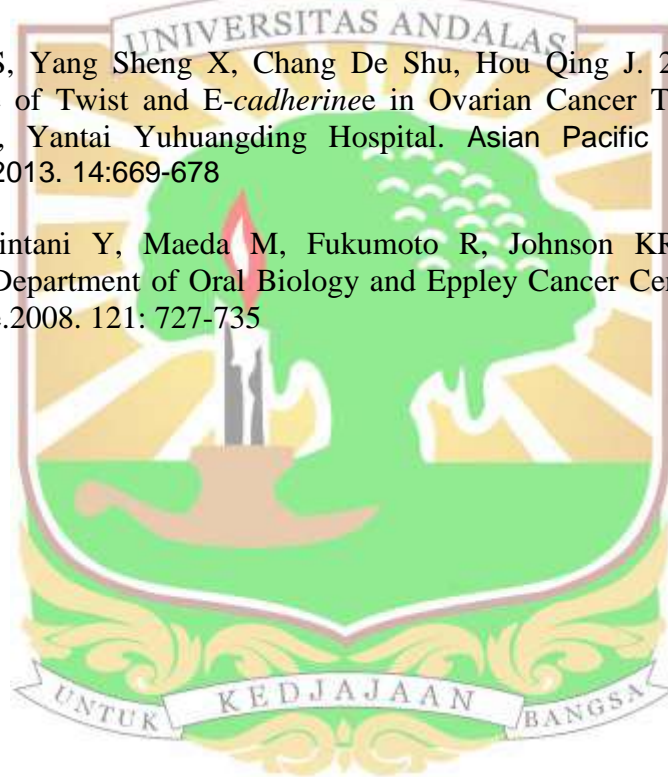 UNIVERSITAS ANDALAS
S, Yang Sheng X, Chang De Shu, Hou Qing J. 2
of Twist and E-cadherinee in Ovarian Cancer T
, Yantai Yuhuangding Hospital. Asian Pacific
2013. 14:669-678
intani Y, Maeda M, Fukumoto R, Johnson KR
Department of Oral Biology and Eppley Cancer Cen
.2008. 121: 727-735
UNTUK KEDJAJAAN BANGSA